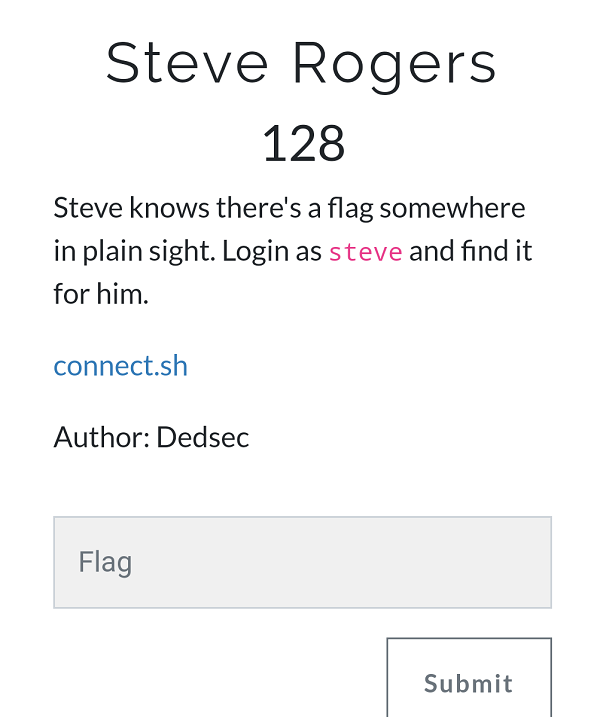 Steve Rogers
128
Steve knows there's a flag somewhere
in plain sight. Login as steve and find it
for him.
connect.sh
Author: Dedsec
Flag
Submit